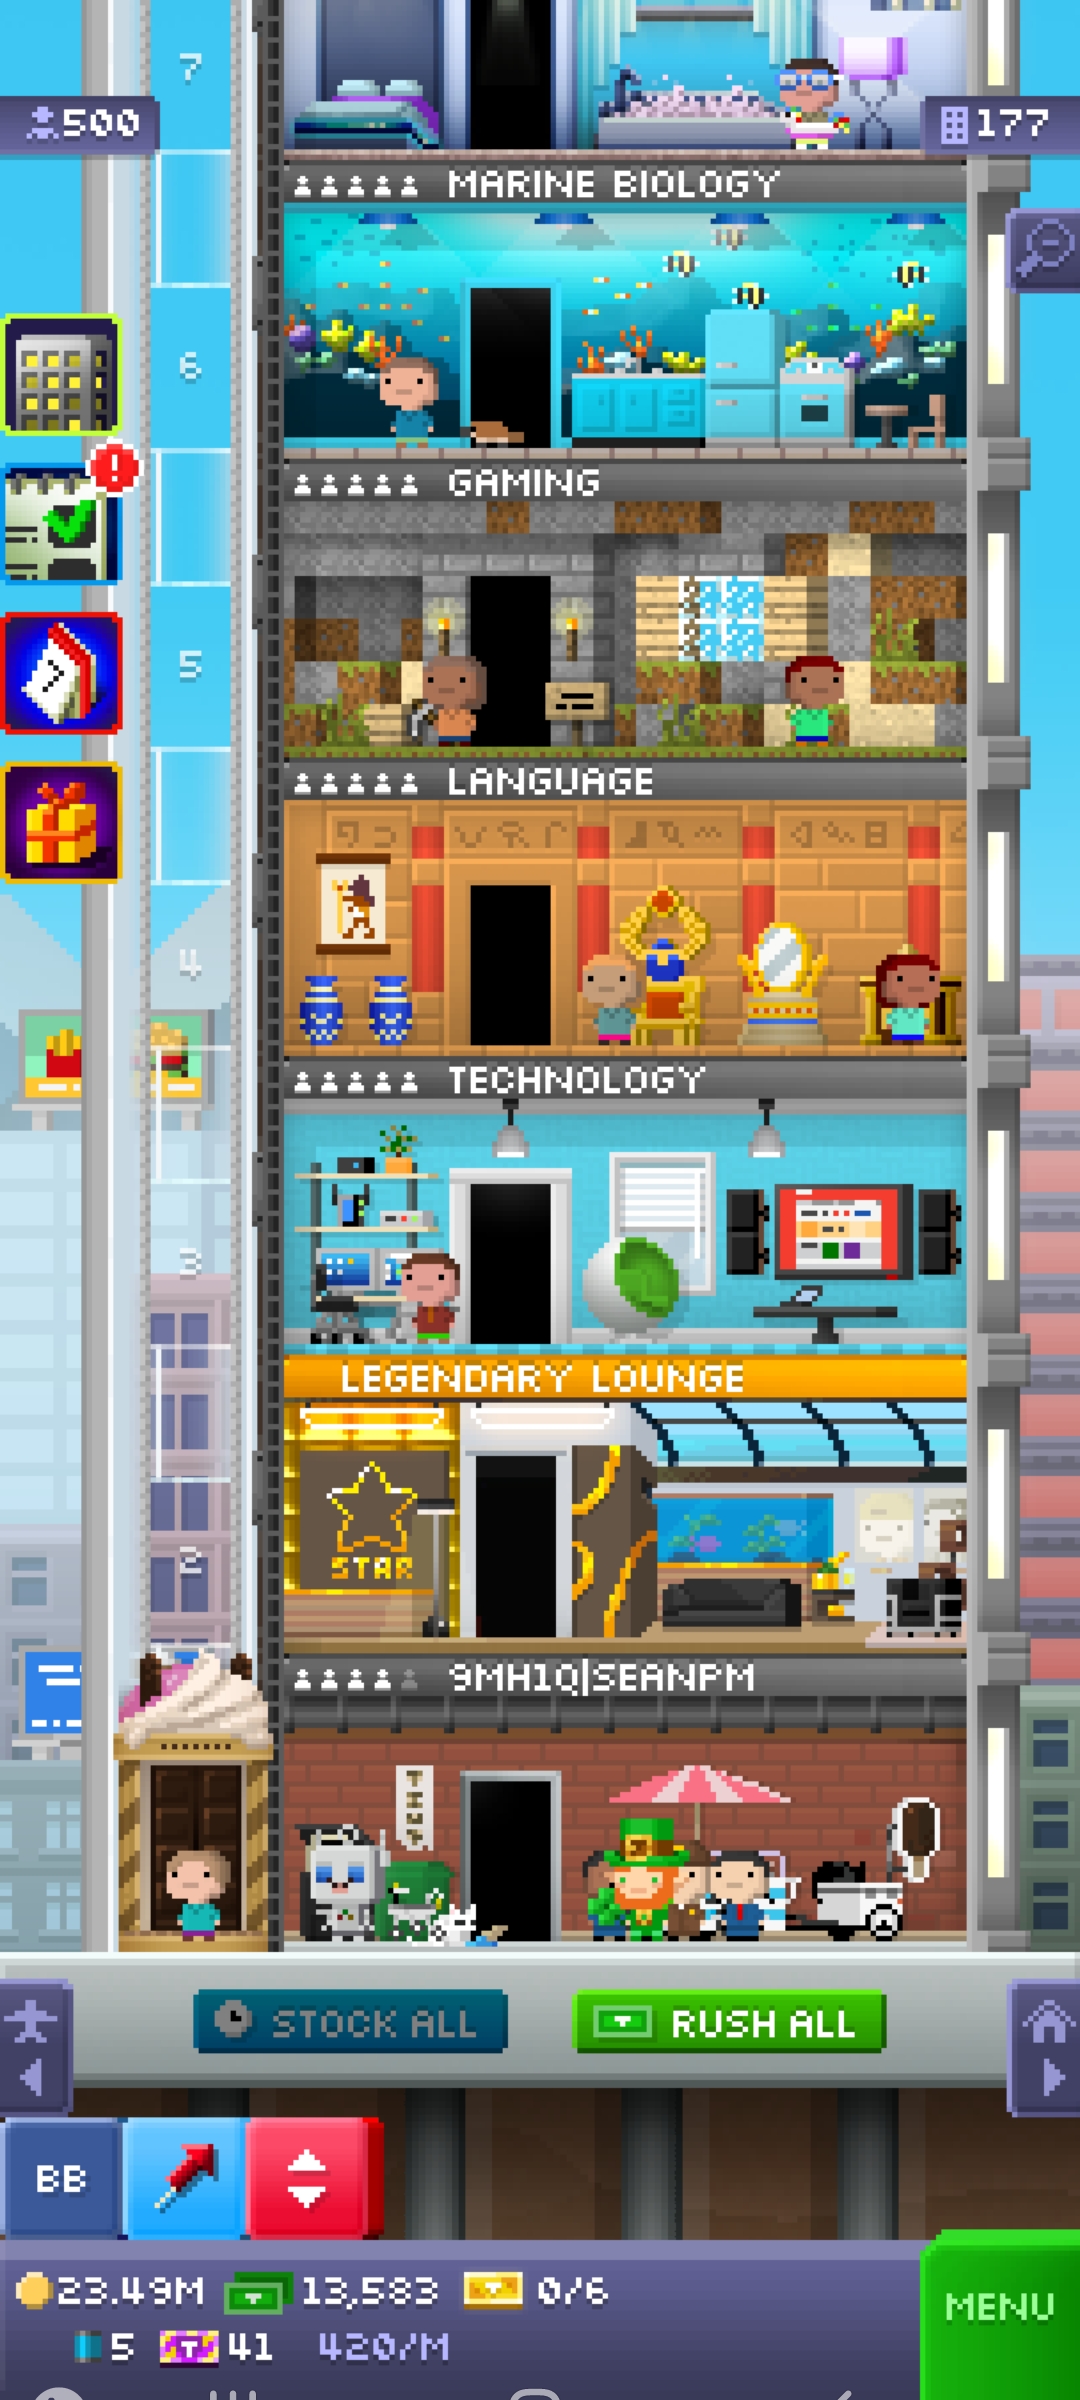 7
500
177
MARINE BIOLOGY
6
GAMING
5
LANGUAGE
4
TECHNOLOGY
3
LEGENDARY LOUNGE
STAR
2
9MH1Q|SEANPM
TINY
STOCK ALL
RUSH ALL
BB
23.49M
13,583
0/6
MENU
5
41
420/M